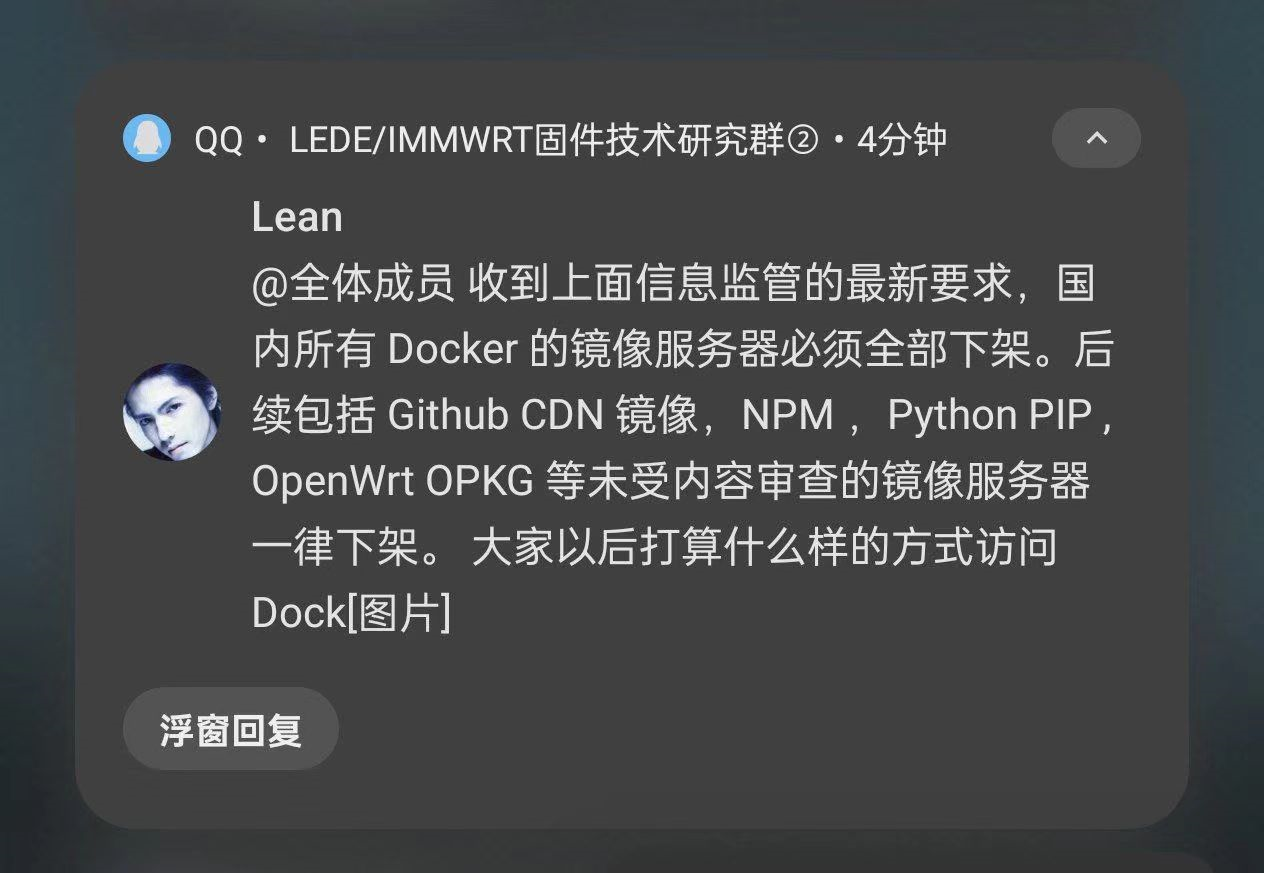 QQ · LEDE/IMMWRT固件技术研究群② · 4分钟
Lean
@全体成员 收到上面信息监管的最新要求，国
内所有 Docker 的镜像服务器必须全部下架。后
续包括 Github CDN 镜像，NPM ，Python PIP ,
OpenWrt OPKG 等未受内容审查的镜像服务器
一律下架。 大家以后打算什么样的方式访问
Dock[图片]
浮窗回复